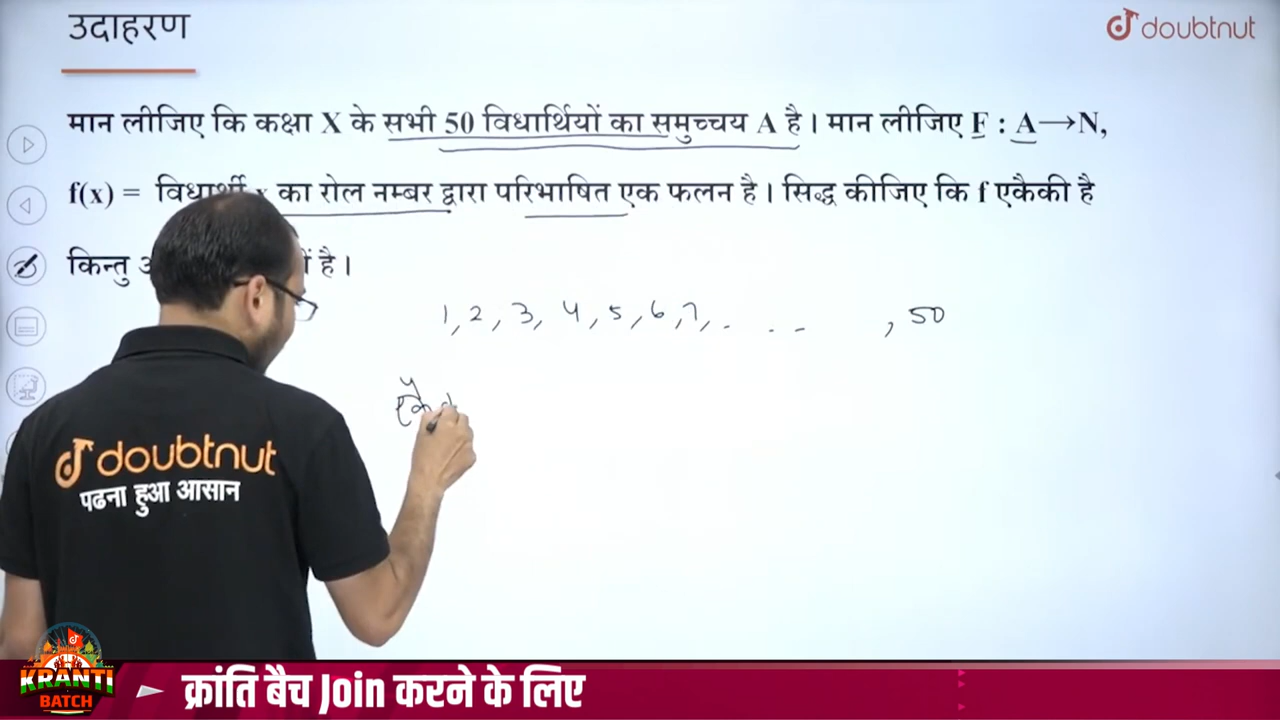 उदाहरण
doubtnut
मान लीजिए कि कक्षा X के सभी 50 विधार्थियों का समुच्चय A है। मान लीजिए F : A→N,
f(x) = विधार्थी x का रोल नम्बर द्वारा परिभाषित एक फलन है। सिद्ध कीजिए कि f एकैकी है
किन्तु है।
1, 2, 3, 4, 5, 6, 7, . . . , 50
doubtnut
पढना हुआ आसान
KRANTI
BATCH
क्रांति बैच Join करने के लिए